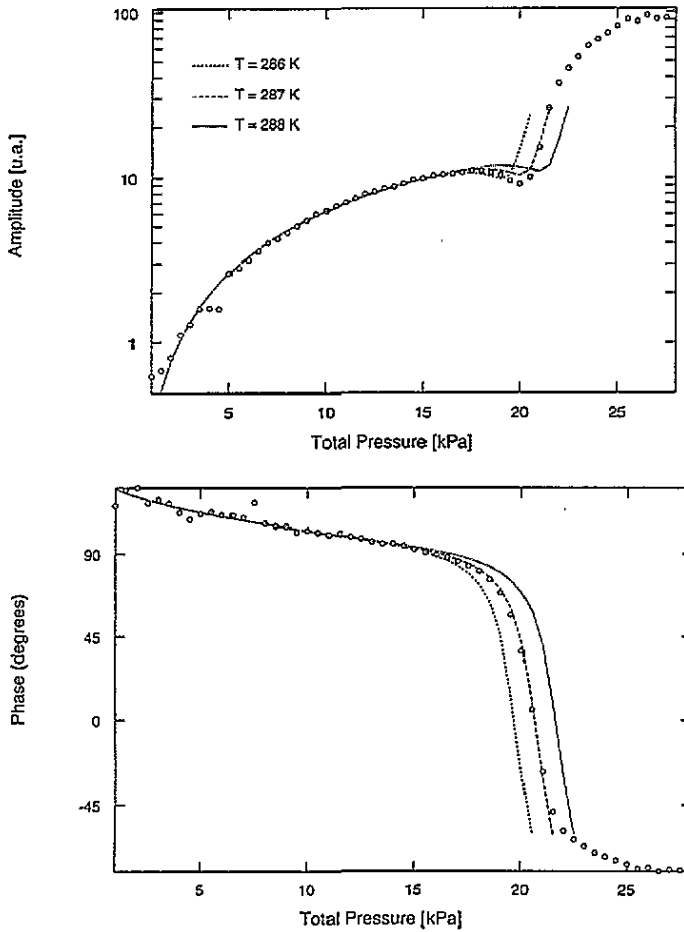 100
10
1
Amplitude [u.a.]
T = 286 K
T = 287 K
T = 288 K
5 10 15 20 25
Total Pressure [kPa]
90
45
0
-45
Phase (degrees)
5 10 15 20 25
Total Pressure [kPa]